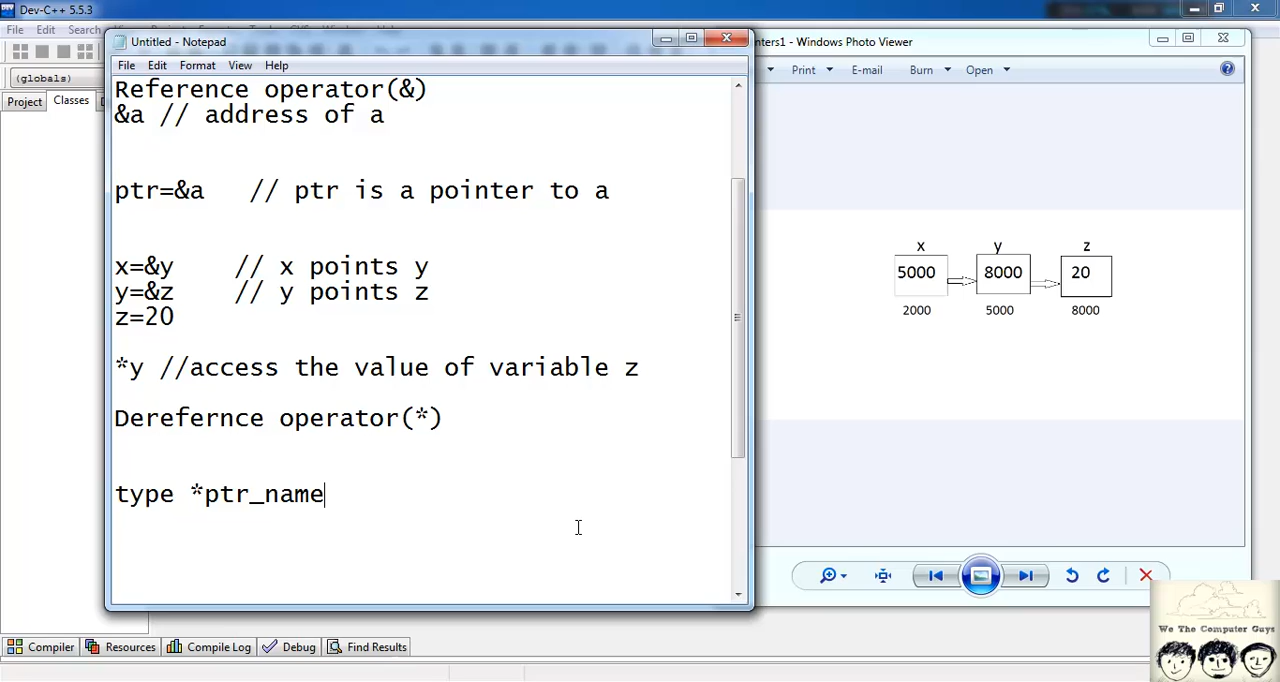 Dev-C++ 5.5.3
File Edit Search
(globals)
Project Classes
Untitled - Notepad
File Edit Format View Help
Reference operator(&)
&a // address of a
ptr=&a // ptr is a pointer to a
x=&y // x points y
y=&z // y points z
z=20
*y //access the value of variable z
Derefernce operator(*)
type *ptr_name
nters1 - Windows Photo Viewer
Print E-mail Burn Open
x y z
5000 8000 20
2000 5000 8000
Compiler Resources Compile Log Debug Find Results
We The Computer Guys